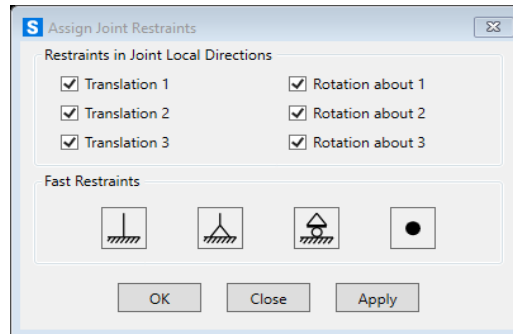 S Assign Joint Restraints
Restraints in Joint Local Directions
Translation 1 Rotation about 1
Translation 2 Rotation about 2
Translation 3 Rotation about 3
Fast Restraints
OK Close Apply